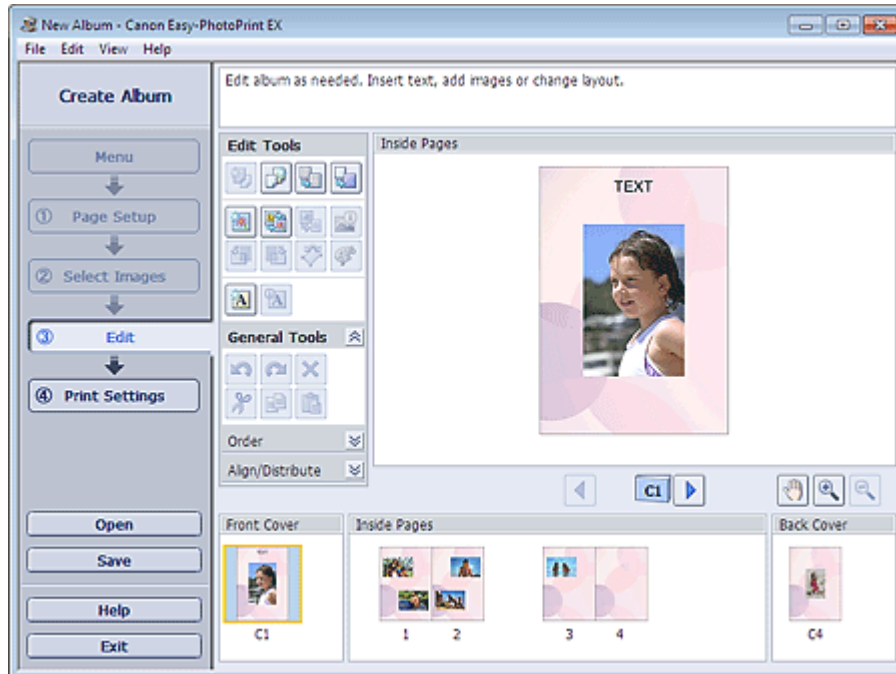 New Album - Canon Easy-PhotoPrint EX
File Edit View Help
Create Album
Edit album as needed. Insert text, add images or change layout.
Menu
① Page Setup
② Select Images
③ Edit
④ Print Settings
Open
Save
Help
Exit
Edit Tools
A A
General Tools
Order
Align/Distribute
Inside Pages
TEXT
C1
Front Cover
Inside Pages
Back Cover
TEXT
C1
1 2 3 4
C4